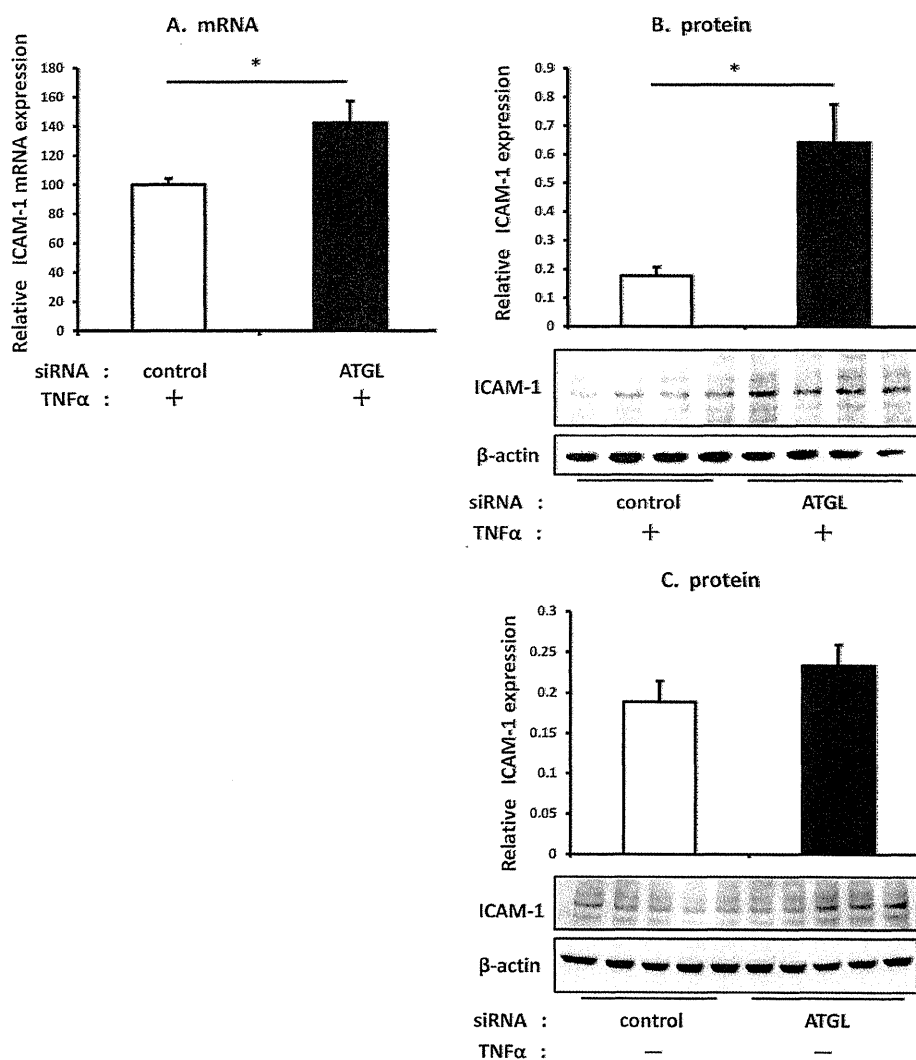 A. mRNA
Relative ICAM-1 mRNA expression
180
160
140
120
100
80
60
40
20
0
*
siRNA : control ATGL
TNFα : + +
B. protein
Relative ICAM-1 expression
0.9
0.8
0.7
0.6
0.5
0.4
0.3
0.2
0.1
0
*
ICAM-1
β-actin
siRNA : control ATGL
TNFα : + +
C. protein
Relative ICAM-1 expression
0.3
0.25
0.2
0.15
0.1
0.05
0
ICAM-1
β-actin
siRNA : control ATGL
TNFα : — —